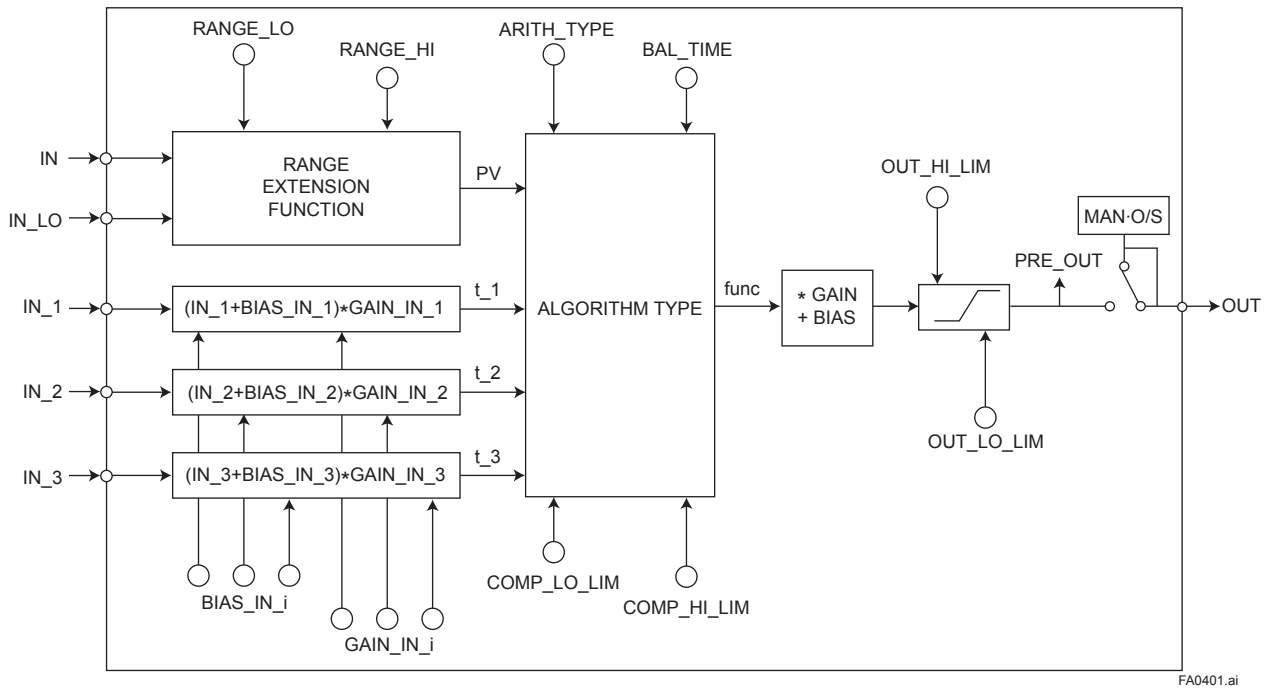 RANGE_LO
RANGE_HI
ARITH_TYPE
BAL_TIME
IN
IN_LO
RANGE
EXTENSION
FUNCTION
PV
OUT_HI_LIM
MAN·O/S
PRE_OUT
IN_1
(IN_1+BIAS_IN_1)*GAIN_IN_1
t_1
ALGORITHM TYPE
func
* GAIN
+ BIAS
OUT
IN_2
(IN_2+BIAS_IN_2)*GAIN_IN_2
t_2
OUT_LO_LIM
IN_3
(IN_3+BIAS_IN_3)*GAIN_IN_3
t_3
BIAS_IN_i
GAIN_IN_i
COMP_LO_LIM
COMP_HI_LIM
FA0401.ai